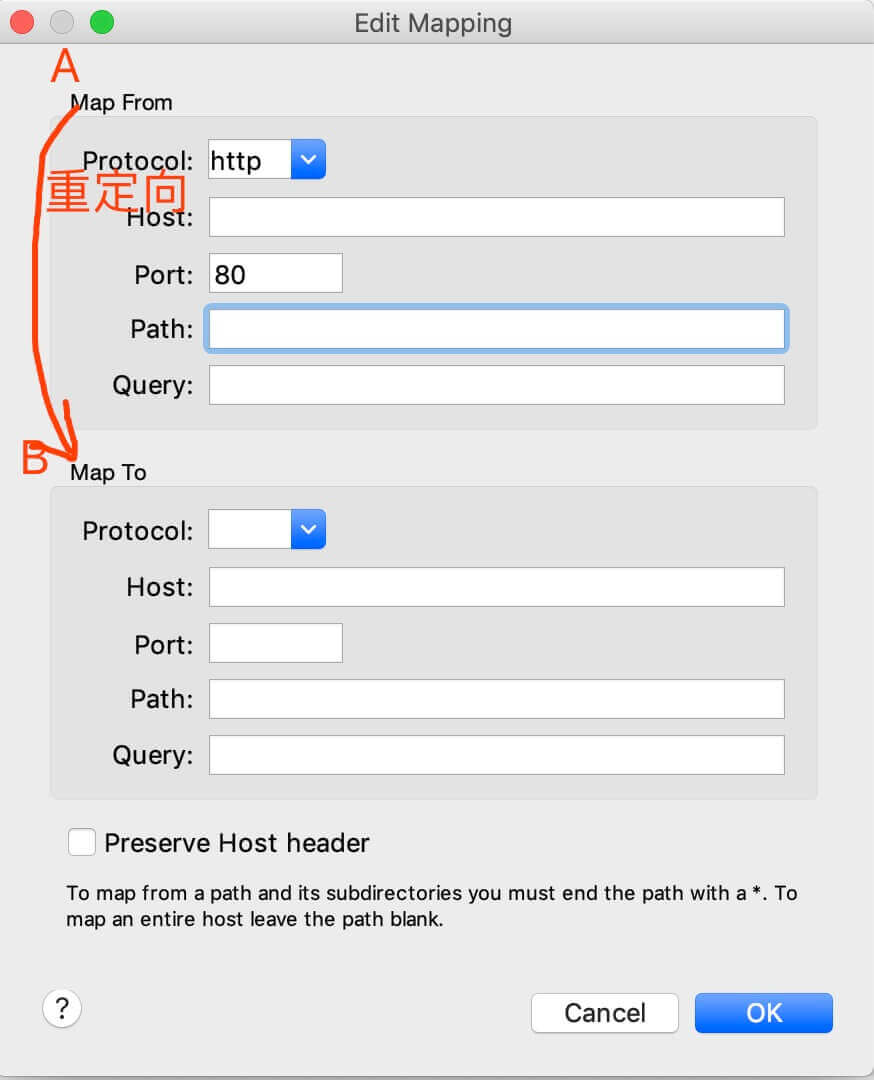 Edit Mapping
A
Map From
Protocol: http
重定向
Host:
Port: 80
Path:
Query:
B
Map To
Protocol:
Host:
Port:
Path:
Query:
Preserve Host header
To map from a path and its subdirectories you must end the path with a *. To
map an entire host leave the path blank.
?
Cancel
OK